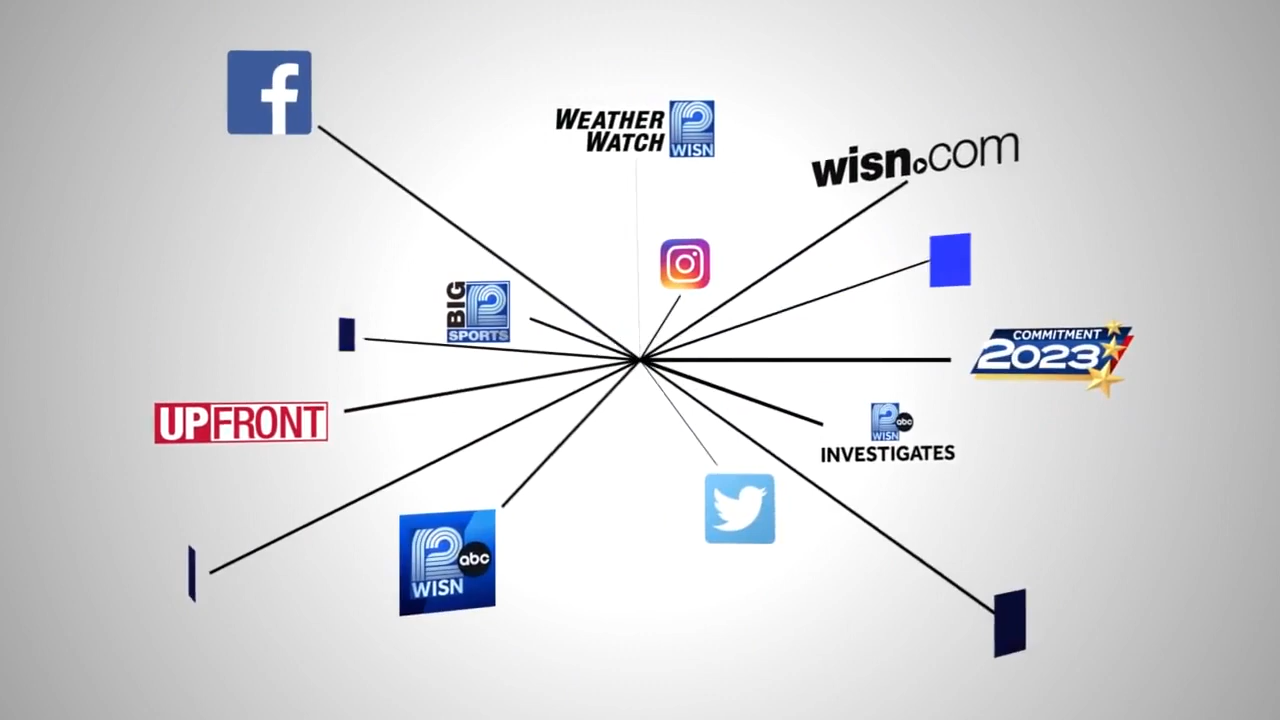 f
WEATHER
WATCH
12
WISN
wisn.com
BIG
12
SPORTS
COMMITMENT
2023
UPFRONT
12
abc
WISN
INVESTIGATES
12
abc
WISN